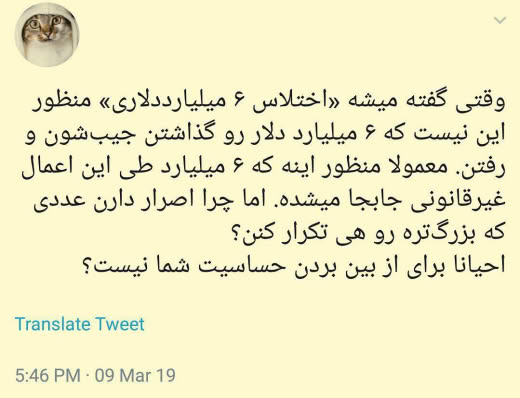 وقتی گفته میشه «اختلاس ۶ میلیارددلاری» منظور
این نیست که ۶ میلیارد دلار رو گذاشتن جیب‌شون و
رفتن. معمولا منظور اینه که ۶ میلیارد طی این اعمال
غیرقانونی جابجا میشده. اما چرا اصرار دارن عددی
که بزرگ‌تره رو هی تکرار کنن؟
احیانا برای از بین بردن حساسیت شما نیست؟
Translate Tweet
5:46 PM · 09 Mar 19